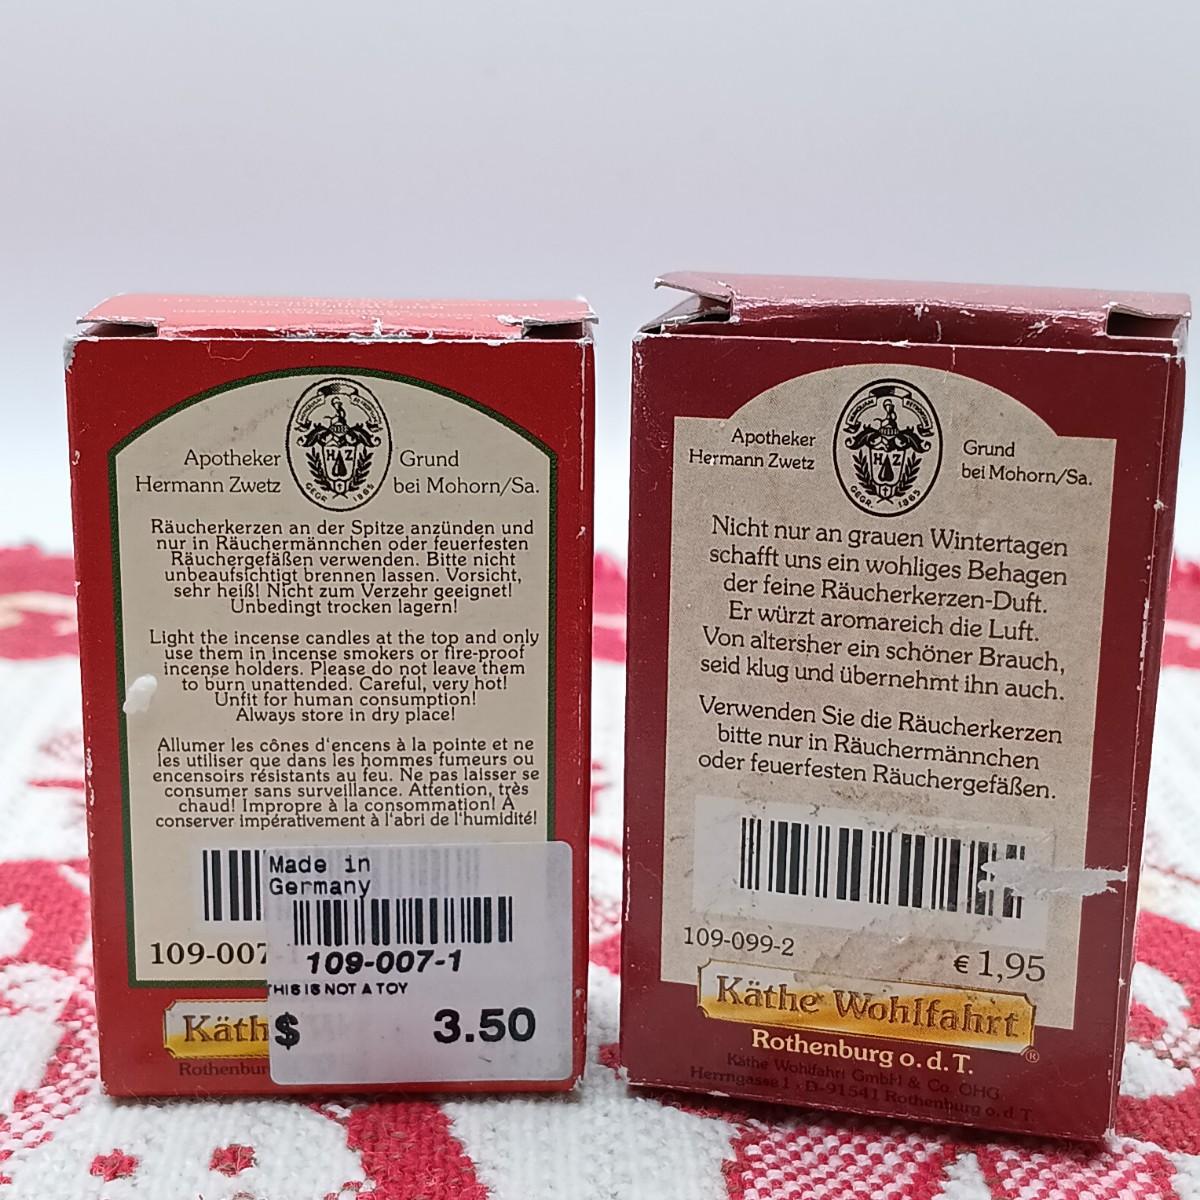 Apotheker
Hermann Zwetz
HZ
GEGR. 1865
Grund
bei Mohorn/Sa.
Räucherkerzen an der Spitze anzünden und
nur in Räuchermännchen oder feuerfesten
Räuchergefäßen verwenden. Bitte nicht
unbeaufsichtigt brennen lassen. Vorsicht,
sehr heiß! Nicht zum Verzehr geeignet!
Unbedingt trocken lagern!
Light the incense candles at the top and only
use them in incense smokers or fire-proof
incense holders. Please do not leave them
to burn unattended. Careful, very hot!
Unfit for human consumption!
Always store in dry place!
Allumer les cônes d'encens à la pointe et ne
les utiliser que dans les hommes fumeurs ou
encensoirs résistants au feu. Ne pas laisser se
consumer sans surveillance. Attention, très
chaud! Impropre à la consommation! À
conserver impérativement à l'abri de l'humidité!
Made in
Germany
109-007
109-007-1
HIS IS NOT A TOY
$ 3.50
Käth
Rothenbur
Apotheker
Hermann Zwetz
HZ
GEGR. 1865
Grund
bei Mohorn/Sa.
Nicht nur an grauen Wintertagen
schafft uns ein wohliges Behagen
der feine Räucherkerzen-Duft.
Er würzt aromareich die Luft.
Von altersher ein schöner Brauch,
seid klug und übernehmt ihn auch.
Verwenden Sie die Räucherkerzen
bitte nur in Räuchermännchen
oder feuerfesten Räuchergefäßen.
109-099-2
€ 1,95
Käthe Wohlfahrt
Rothenburg o. d. T. ®
Käthe Wohlfahrt GmbH & Co. OHG
Herrngasse 1 · D-91541 Rothenburg o. d. T.